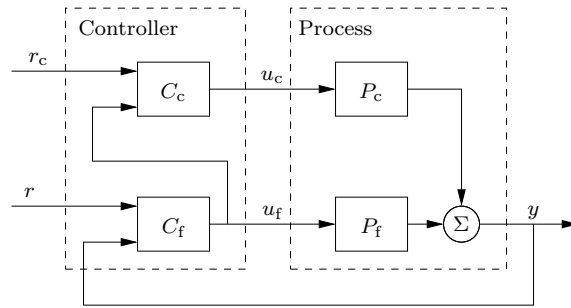 Controller
Process
r_c
C_c
u_c
P_c
r
C_f
u_f
P_f
Σ
y